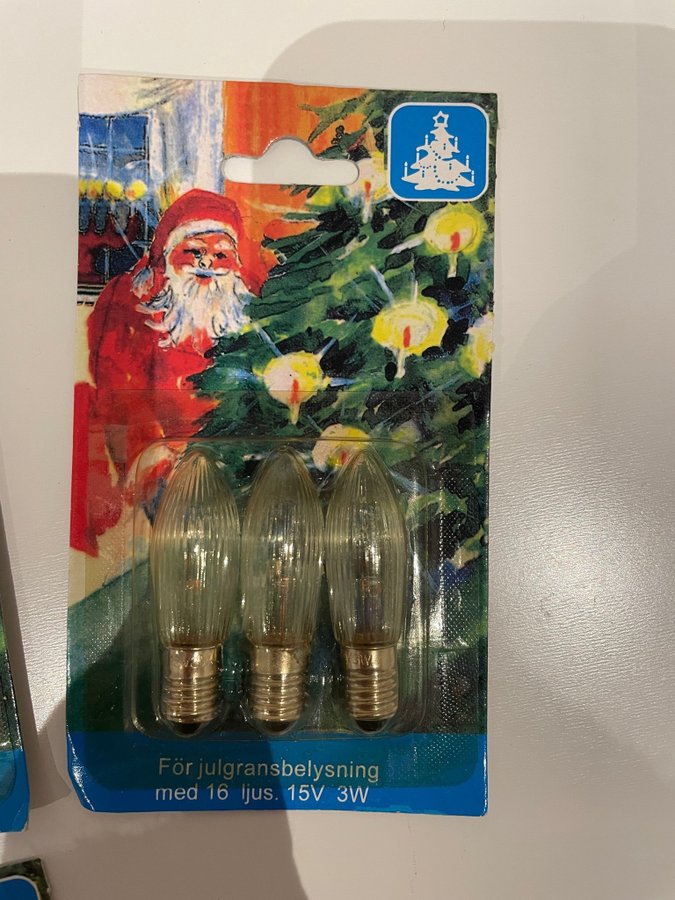 För julgransbelysning
med 16 ljus. 15V 3W